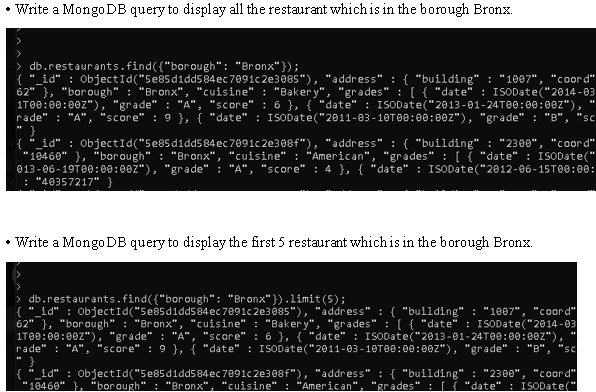 • Write a MongoDB query to display all the restaurant which is in the borough Bronx.
>
>
> db.restaurants.find({"borough": "Bronx"});
{ "_id" : ObjectId("5e85d1dd584ec7091c2e3085"), "address" : { "building" : "1007", "coord
62" }, "borough" : "Bronx", "cuisine" : "Bakery", "grades" : [ { "date" : ISODate("2014-03
1T00:00:00Z"), "grade" : "A", "score" : 6 }, { "date" : ISODate("2013-01-24T00:00:00Z"),
rade" : "A", "score" : 9 }, { "date" : ISODate("2011-03-10T00:00:00Z"), "grade" : "B", "sc
" }
{ "_id" : ObjectId("5e85d1dd584ec7091c2e308f"), "address" : { "building" : "2300", "coord
"10460" }, "borough" : "Bronx", "cuisine" : "American", "grades" : [ { "date" : ISODate("
013-06-19T00:00:00Z"), "grade" : "A", "score" : 4 }, { "date" : ISODate("2012-06-15T00:00:
: "40357217" }
• Write a MongoDB query to display the first 5 restaurant which is in the borough Bronx.
>
> db.restaurants.find({"borough": "Bronx"}).limit(5);
{ "_id" : ObjectId("5e85d1dd584ec7091c2e3085"), "address" : { "building" : "1007", "coord
62" }, "borough" : "Bronx", "cuisine" : "Bakery", "grades" : [ { "date" : ISODate("2014-03
1T00:00:00Z"), "grade" : "A", "score" : 6 }, { "date" : ISODate("2013-01-24T00:00:00Z"),
rade" : "A", "score" : 9 }, { "date" : ISODate("2011-03-10T00:00:00Z"), "grade" : "B", "sc
" }
{ "_id" : ObjectId("5e85d1dd584ec7091c2e308f"), "address" : { "building" : "2300", "coord
"10460" }, "borough" : "Bronx", "cuisine" : "American", "grades" : [ { "date" : ISODate("